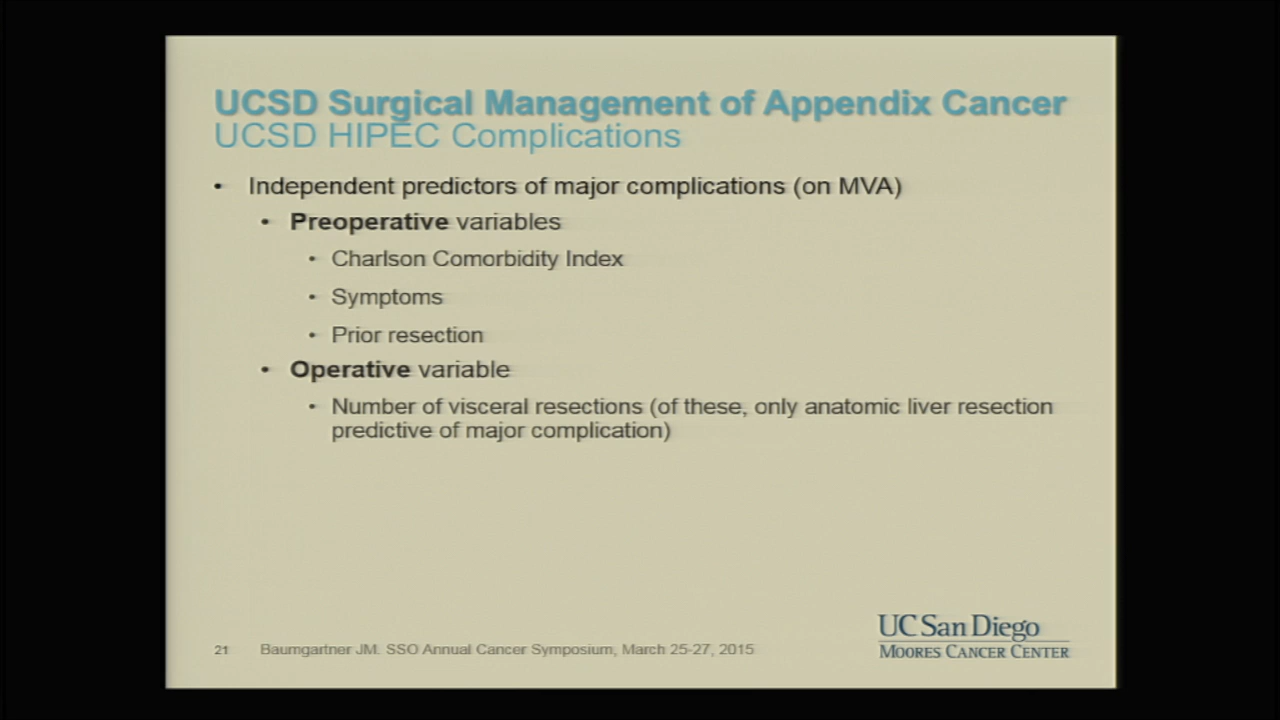 UCSD Surgical Management of Appendix Cancer
UCSD HIPEC Complications
• Independent predictors of major complications (on MVA)
• Preoperative variables
• Charlson Comorbidity Index
• Symptoms
• Prior resection
• Operative variable
• Number of visceral resections (of these, only anatomic liver resection
predictive of major complication)
21 Baumgartner JM. SSO Annual Cancer Symposium, March 25-27, 2015
UC San Diego
MOORES CANCER CENTER